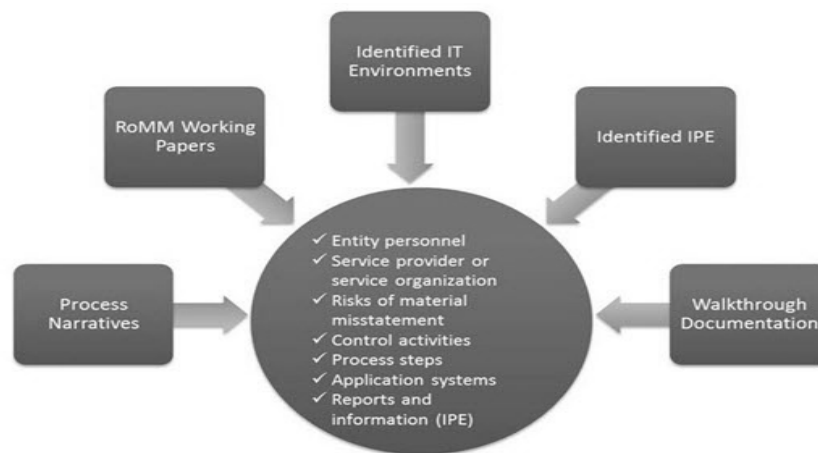 Identified IT
Environments
RoMM Working
Papers
Identified IPE
Process
Narratives
✓ Entity personnel
✓ Service provider or
service organization
✓ Risks of material
misstatement
✓ Control activities
✓ Process steps
✓ Application systems
✓ Reports and
information (IPE)
Walkthrough
Documentation